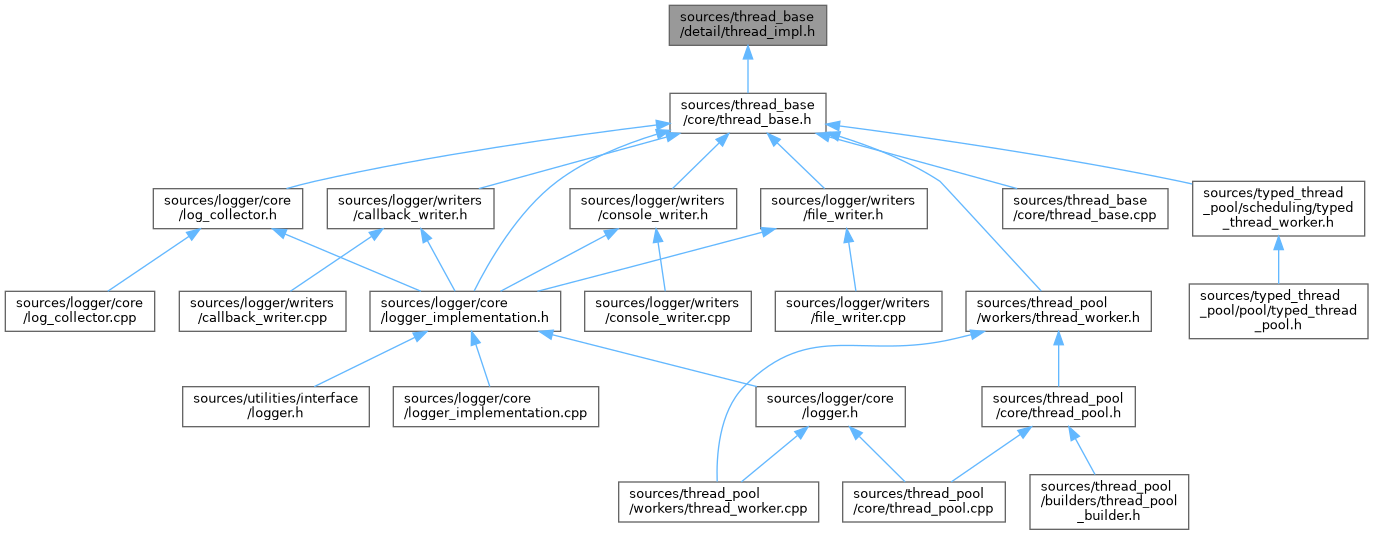 sources/thread_base
/detail/thread_impl.h
sources/thread_base
/core/thread_base.h
sources/logger/core
/log_collector.h
sources/logger/writers
/callback_writer.h
sources/logger/writers
/console_writer.h
sources/logger/writers
/file_writer.h
sources/thread_base
/core/thread_base.cpp
sources/typed_thread
_pool/scheduling/typed
_thread_worker.h
sources/logger/core
/log_collector.cpp
sources/logger/writers
/callback_writer.cpp
sources/logger/core
/logger_implementation.h
sources/logger/writers
/console_writer.cpp
sources/logger/writers
/file_writer.cpp
sources/thread_pool
/workers/thread_worker.h
sources/typed_thread
_pool/pool/typed_thread
_pool.h
sources/utilities/interface
/logger.h
sources/logger/core
/logger_implementation.cpp
sources/logger/core
/logger.h
sources/thread_pool
/core/thread_pool.h
sources/thread_pool
/workers/thread_worker.cpp
sources/thread_pool
/core/thread_pool.cpp
sources/thread_pool
/builders/thread_pool
_builder.h